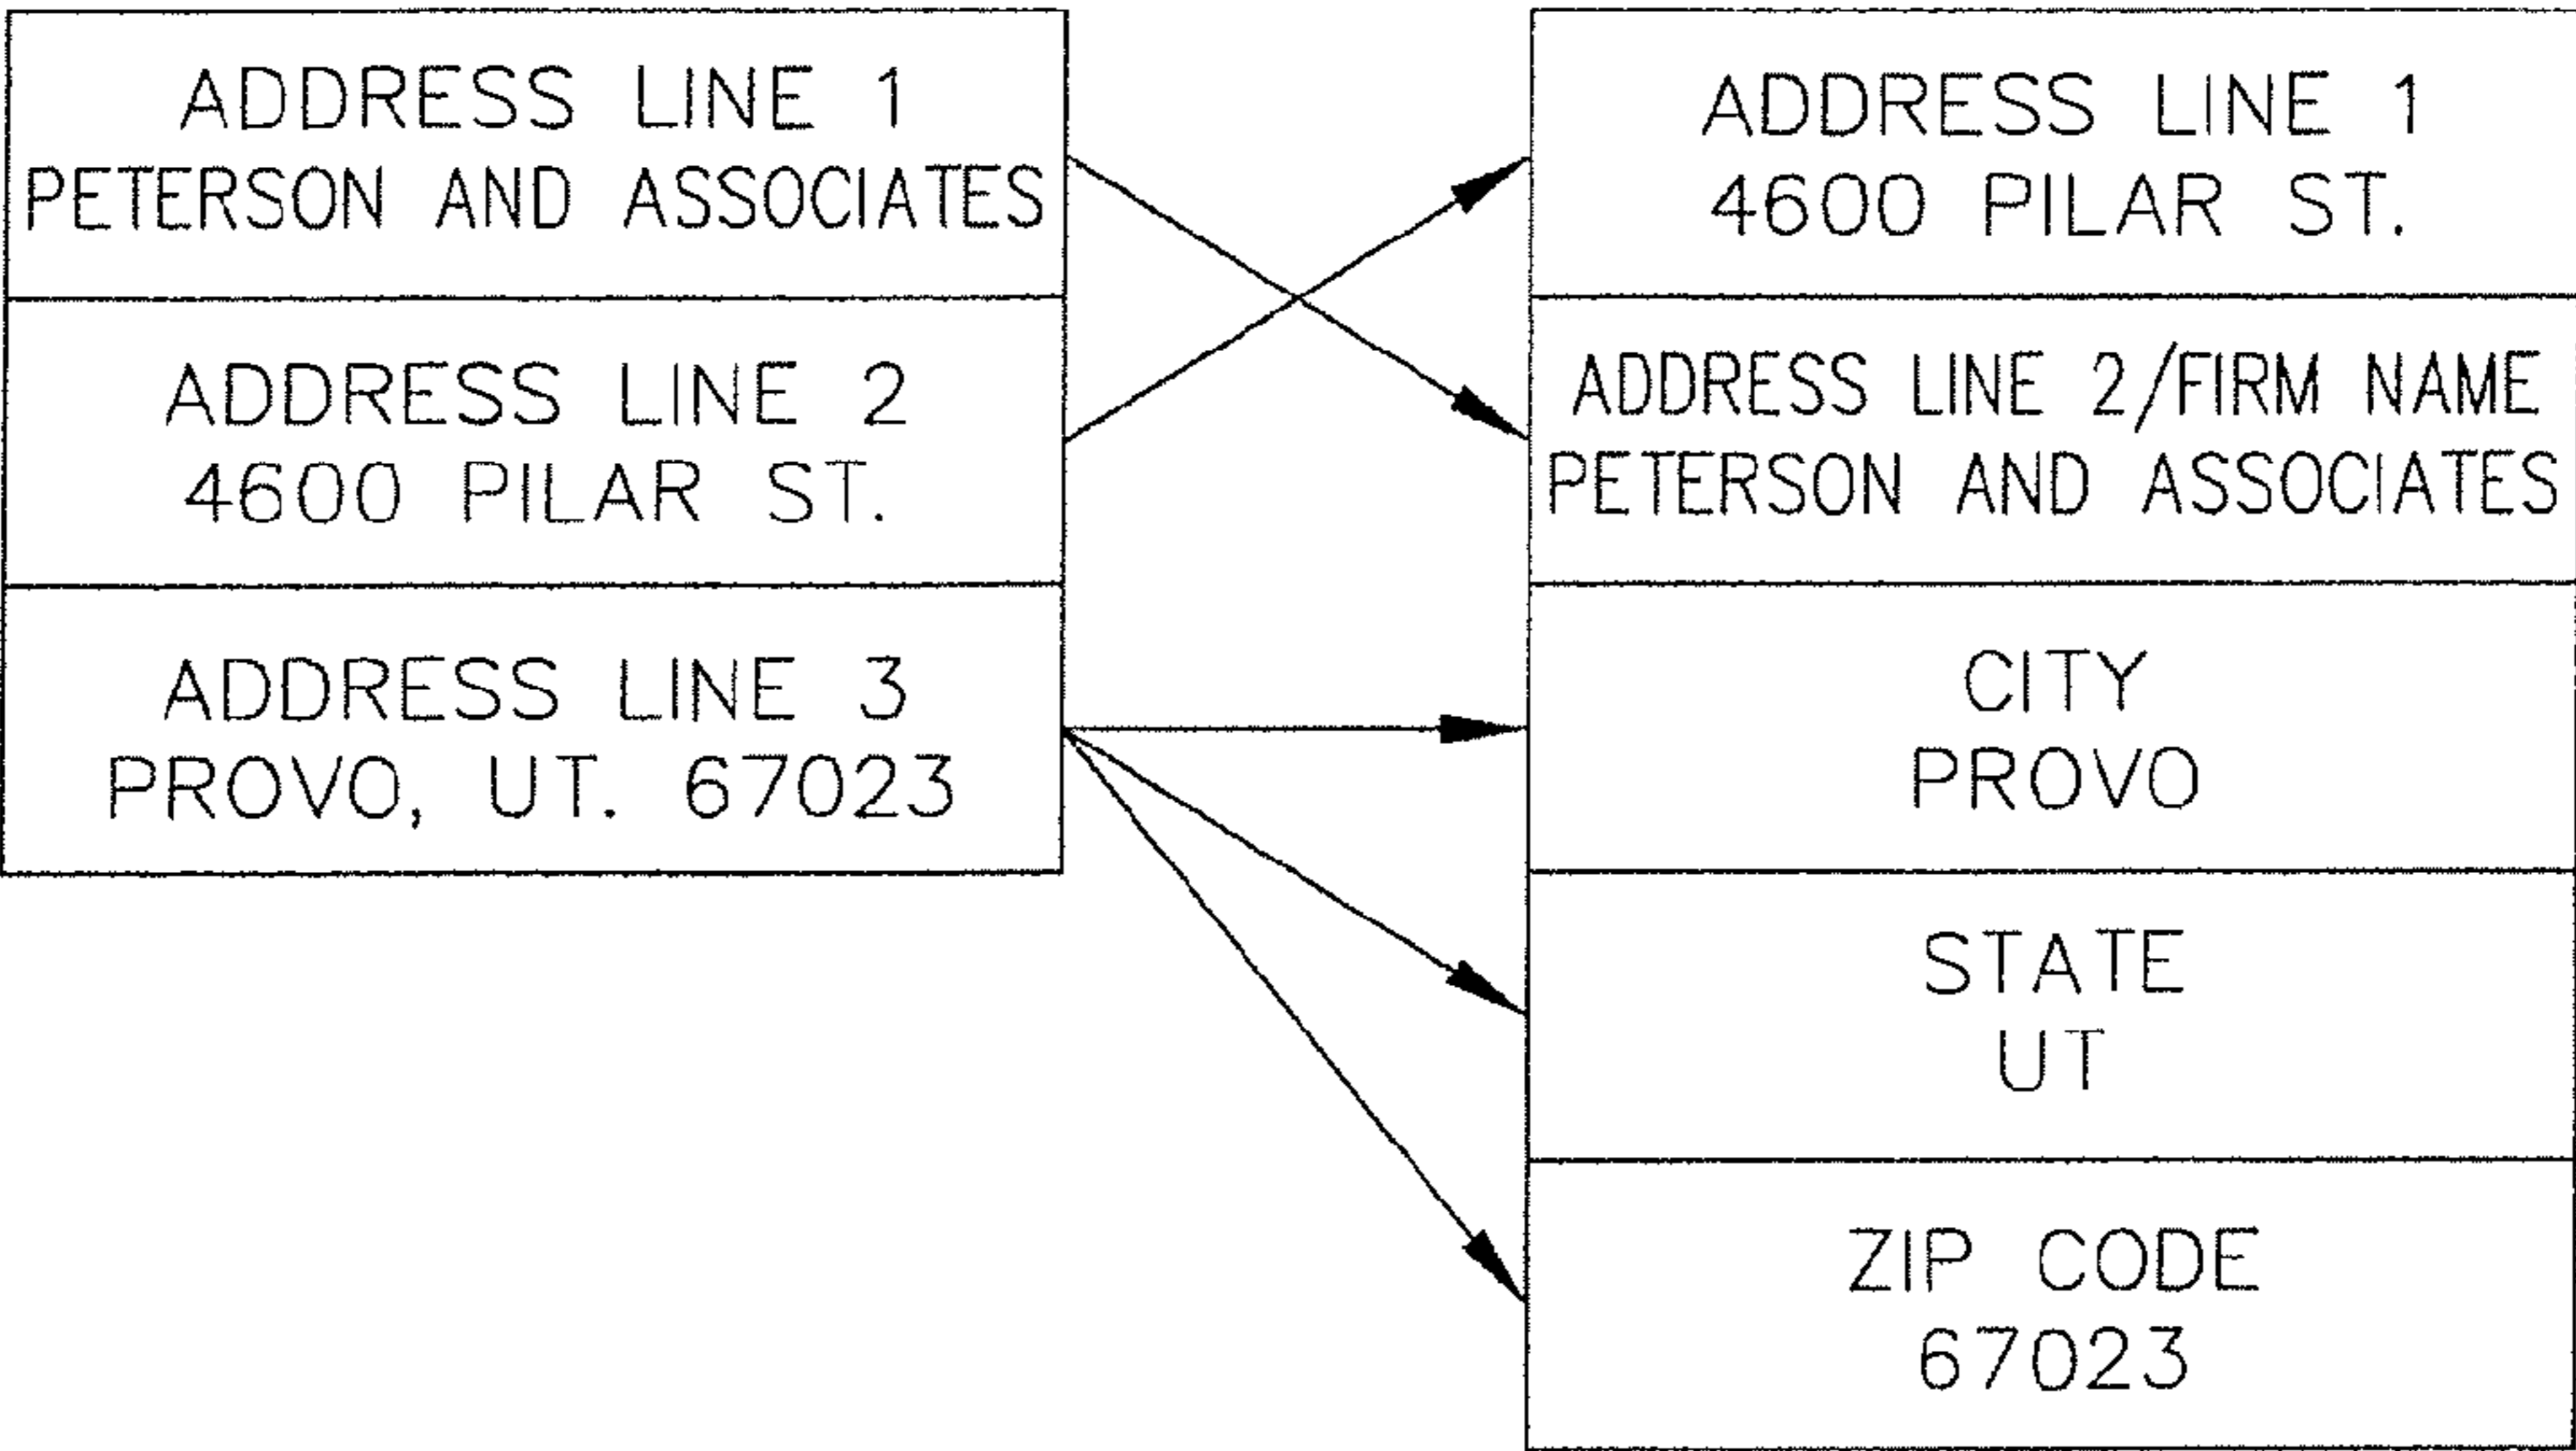 ADDRESS LINE 1
PETERSON AND ASSOCIATES
ADDRESS LINE 2
4600 PILAR ST.
ADDRESS LINE 3
PROVO, UT. 67023
ADDRESS LINE 1
4600 PILAR ST.
ADDRESS LINE 2/FIRM NAME
PETERSON AND ASSOCIATES
CITY
PROVO
STATE
UT
ZIP CODE
67023